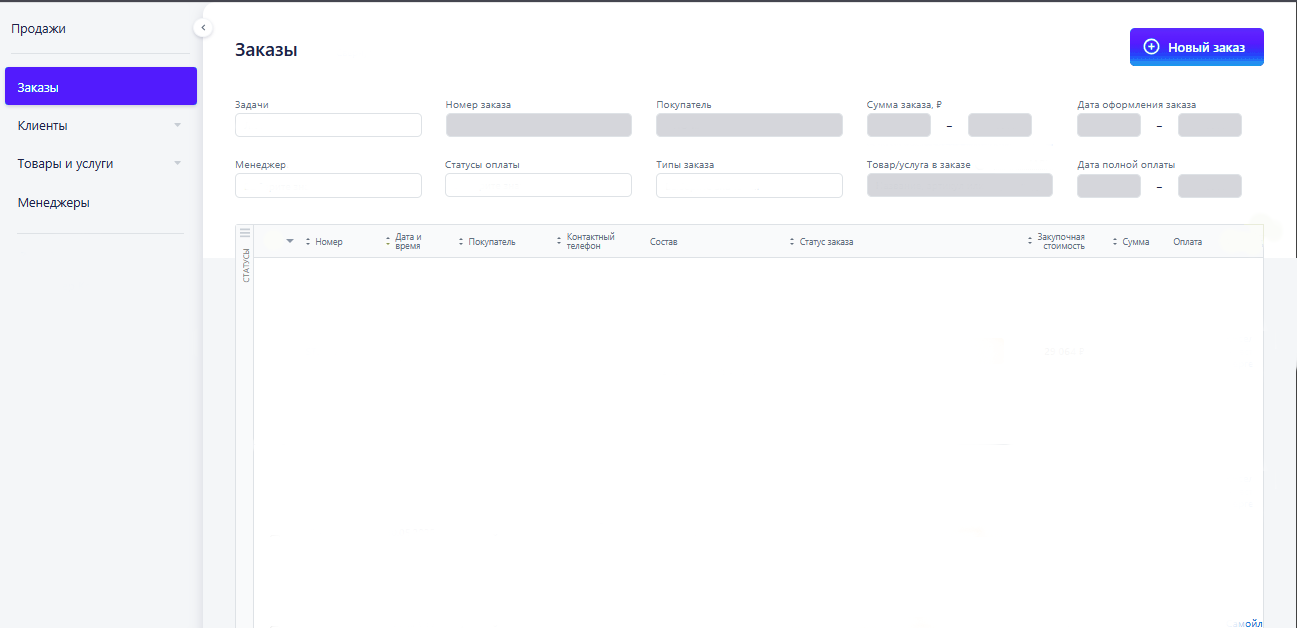 Продажи
Заказы
Клиенты
Товары и услуги
Менеджеры
Заказы
Новый заказ
Задачи
Номер заказа
Покупатель
Сумма заказа, ₽
Дата оформления заказа
–
–
Менеджер
Статусы оплаты
Типы заказа
Товар/услуга в заказе
Дата полной оплаты
–
СТАТУСЫ
Номер
Дата и
время
Покупатель
Контактный
телефон
Состав
Статус заказа
Закупочная
стоимость
Сумма
Оплата